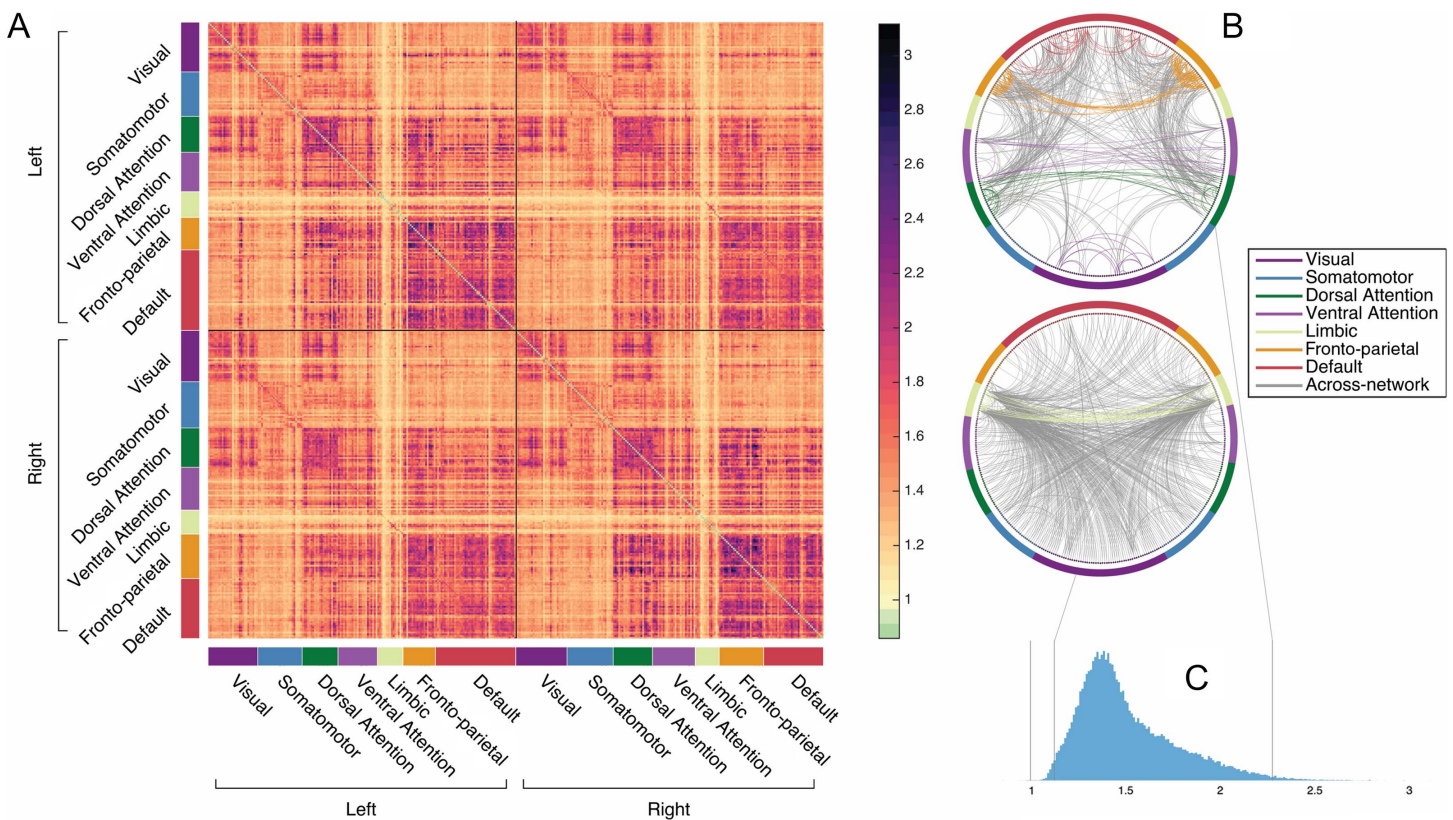 A
Left
Visual
Somatomotor
Dorsal Attention
Ventral Attention
Limbic
Fronto-parietal
Default
Right
Visual
Somatomotor
Dorsal Attention
Ventral Attention
Limbic
Fronto-parietal
Default
Visual
Somatomotor
Dorsal Attention
Ventral Attention
Limbic
Fronto-parietal
Default
Visual
Somatomotor
Dorsal Attention
Ventral Attention
Limbic
Fronto-parietal
Default
Left
Right
3
2.8
2.6
2.4
2.2
2
1.8
1.6
1.4
1.2
1
B
Visual
Somatomotor
Dorsal Attention
Ventral Attention
Limbic
Fronto-parietal
Default
Across-network
C
1
1.5
2
2.5
3